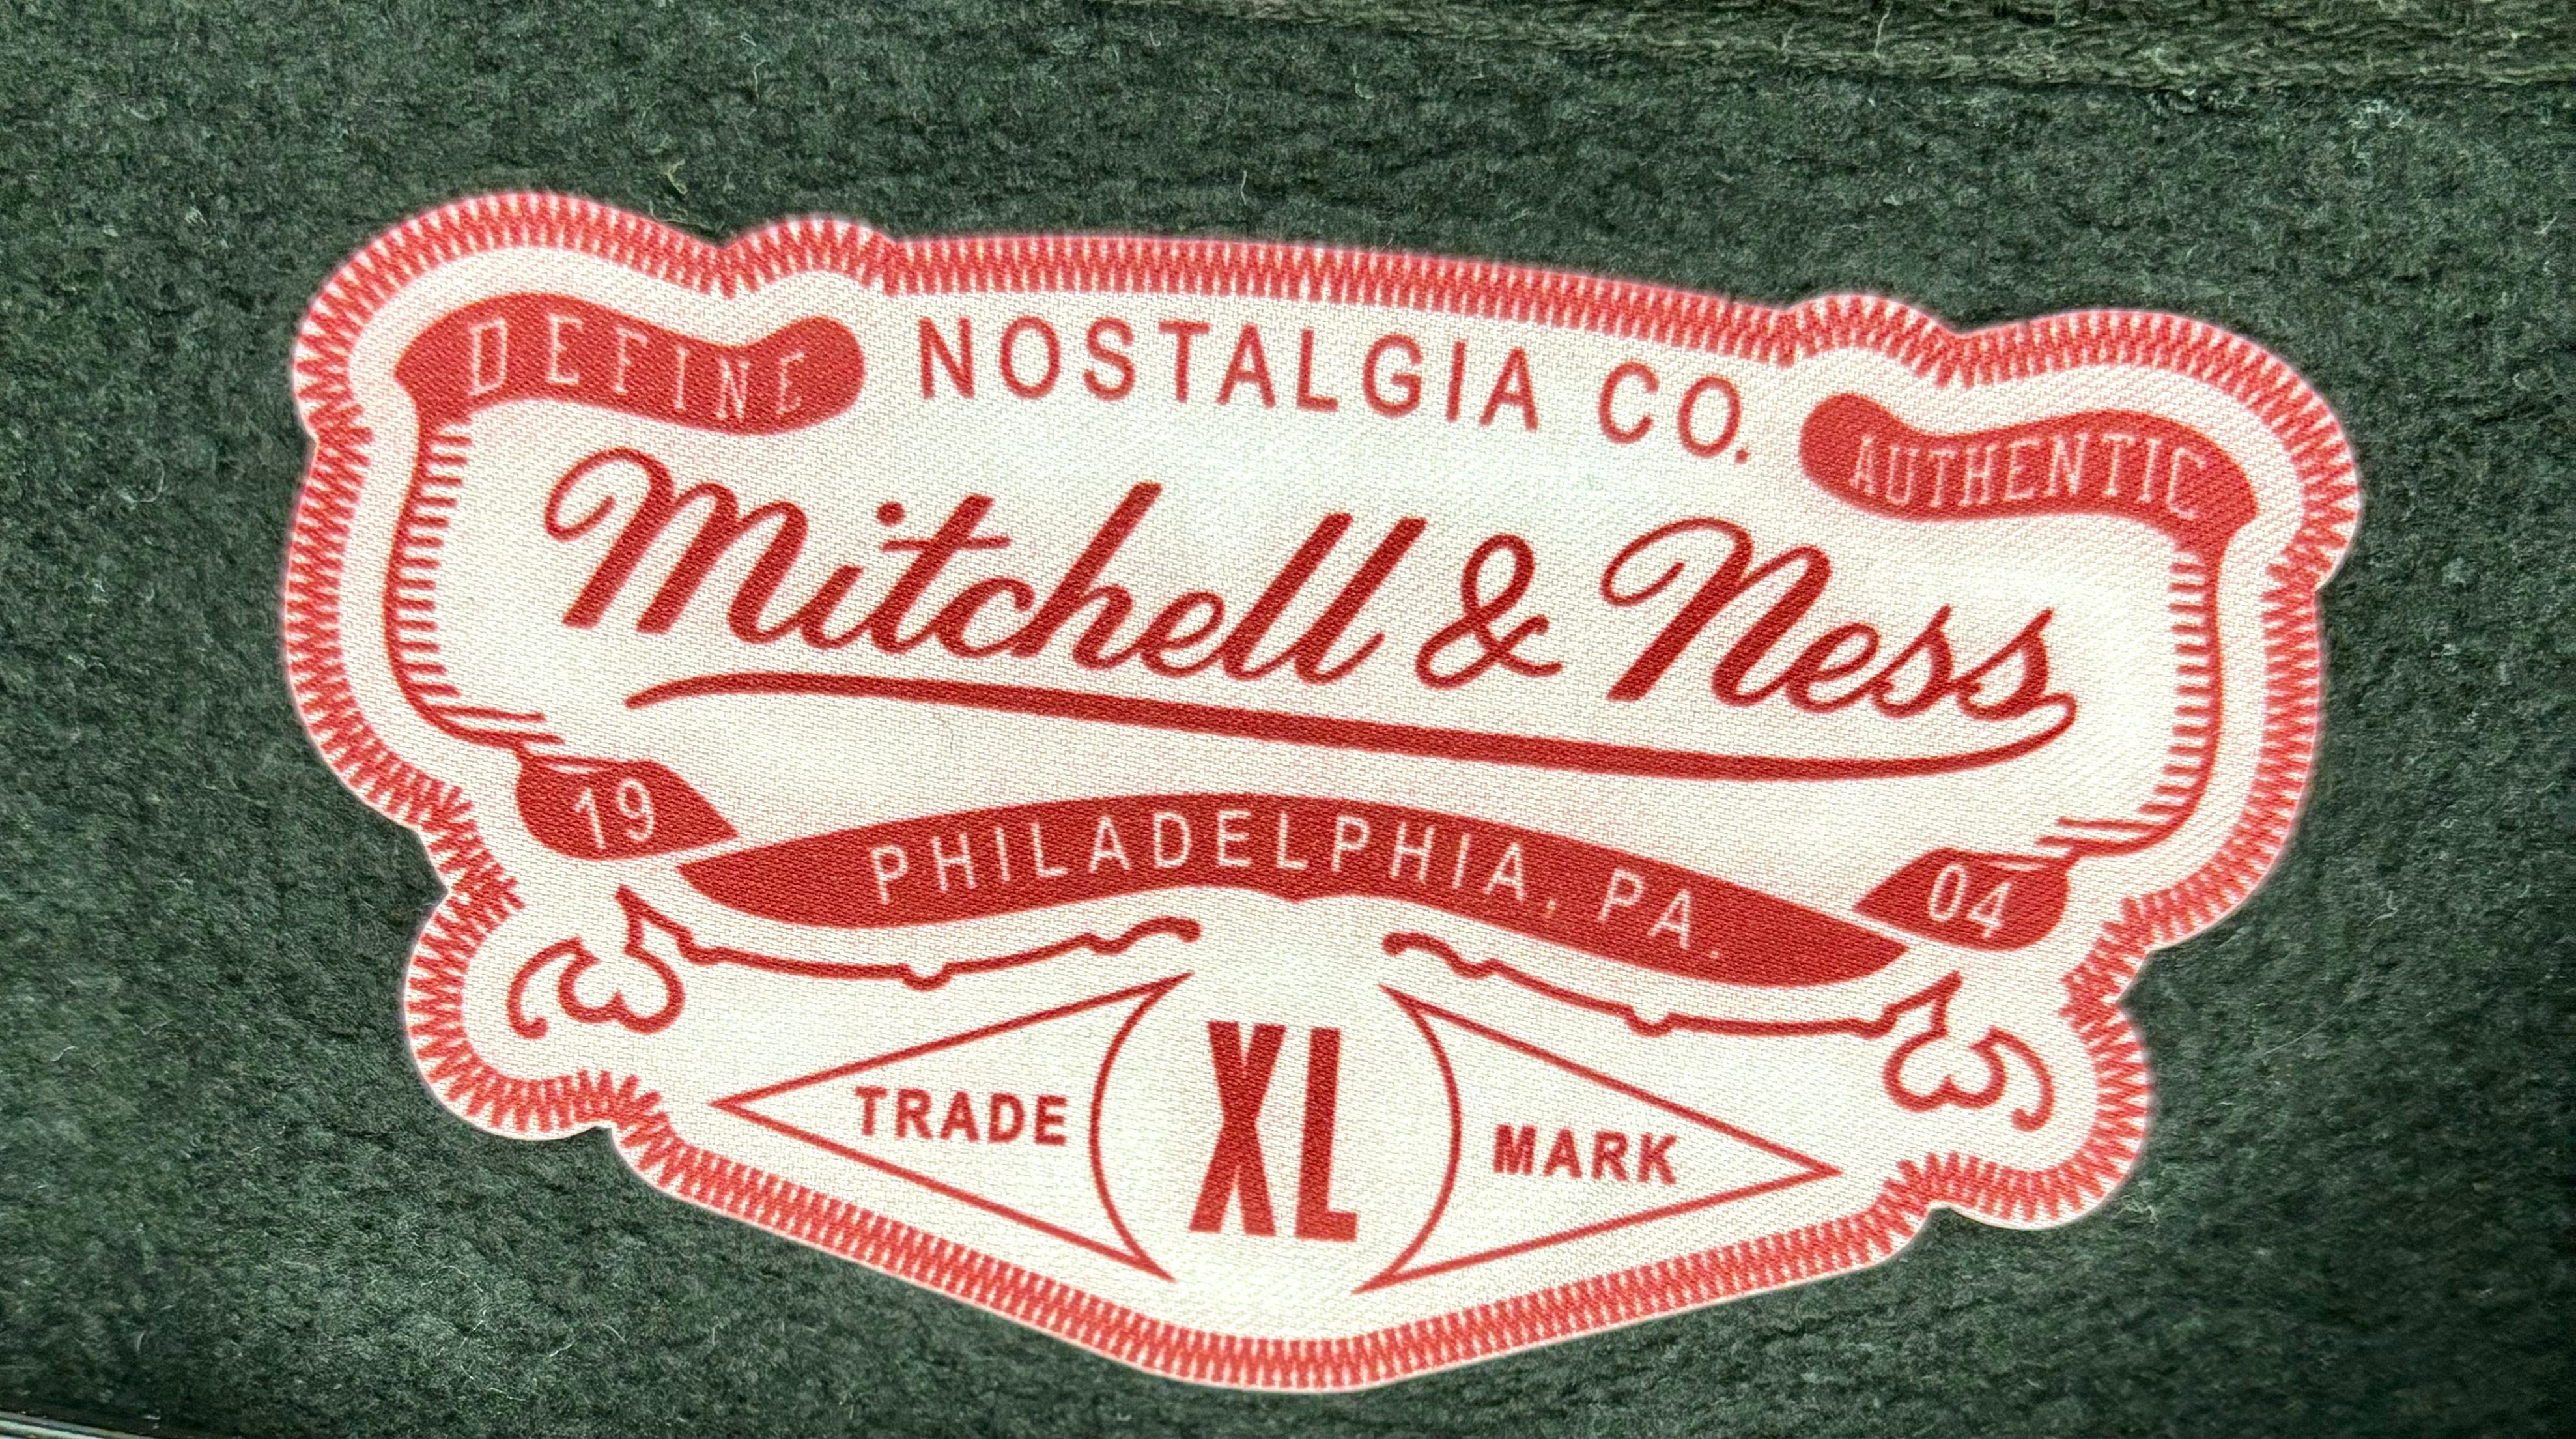 DEFINE NOSTALGIA CO. AUTHENTIC
Mitchell & Ness
19 PHILADELPHIA, PA. 04
TRADE XL MARK